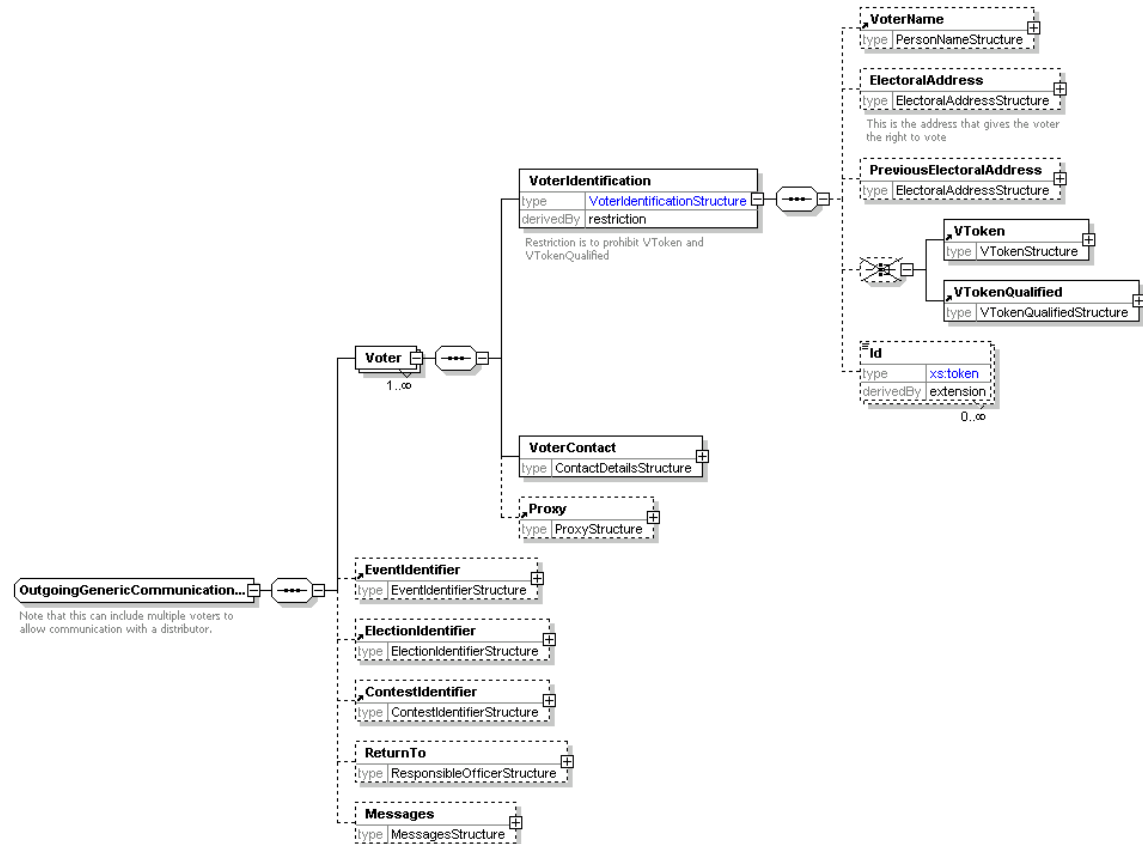 VoterName
type PersonNameStructure
ElectoralAddress
type ElectoralAddressStructure
This is the address that gives the voter
the right to vote
PreviousElectoralAddress
type ElectoralAddressStructure
VoterIdentification
type VoterIdentificationStructure
derivedBy restriction
Restriction is to prohibit VToken and
VTokenQualified
VToken
type VTokenStructure
VTokenQualified
type VTokenQualifiedStructure
Id
type xs:token
derivedBy extension
0..∞
Voter
1..∞
VoterContact
type ContactDetailsStructure
Proxy
type ProxyStructure
OutgoingGenericCommunication...
Note that this can include multiple voters to
allow communication with a distributor.
EventIdentifier
type EventIdentifierStructure
ElectionIdentifier
type ElectionIdentifierStructure
ContestIdentifier
type ContestIdentifierStructure
ReturnTo
type ResponsibleOfficerStructure
Messages
type MessagesStructure